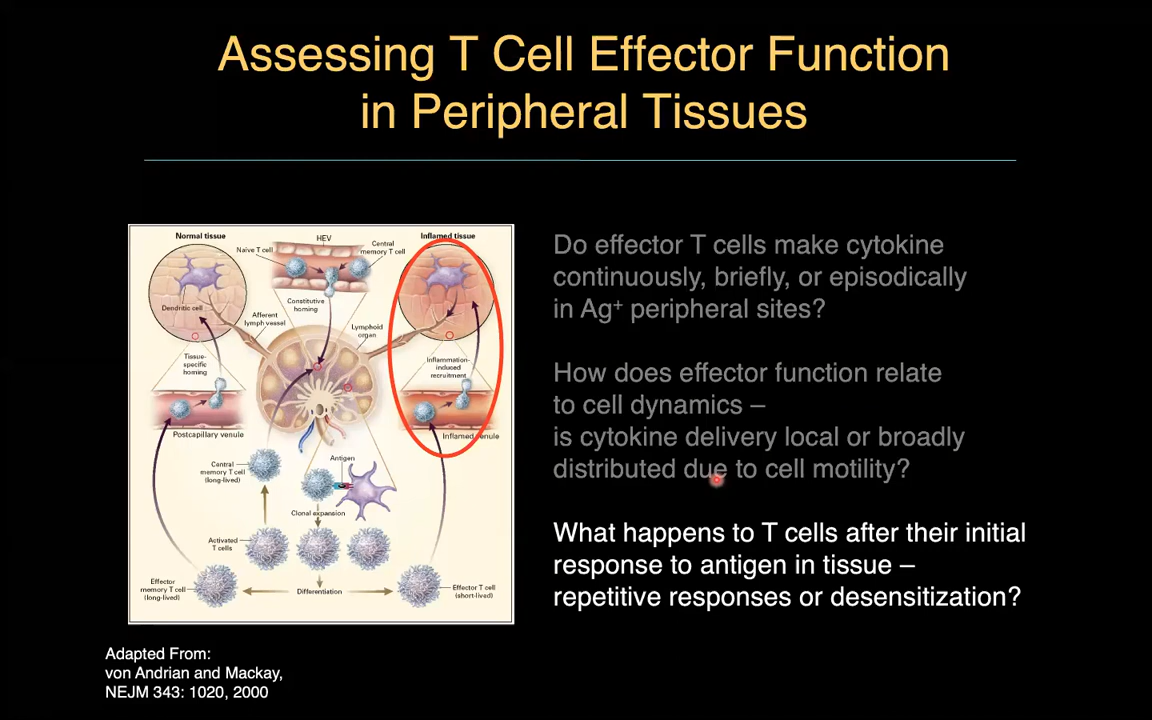 Assessing T Cell Effector Function
in Peripheral Tissues
Normal tissue
HEV
Inflamed tissue
Naive T cell
Central
memory T cell
Dendritic cell
Constitutive
homing
Afferent
lymph vessel
Lymphoid
organ
Tissue-
specific
homing
Inflammation-
induced
recruitment
Postcapillary venule
Inflamed venule
Central
memory T cell
(long-lived)
Antigen
Clonal expansion
Activated
T cells
Effector
memory T cell
(long-lived)
Differentiation
Effector T cell
(short-lived)
Do effector T cells make cytokine
continuously, briefly, or episodically
in Ag⁺ peripheral sites?
How does effector function relate
to cell dynamics –
is cytokine delivery local or broadly
distributed due to cell motility?
What happens to T cells after their initial
response to antigen in tissue –
repetitive responses or desensitization?
Adapted From:
von Andrian and Mackay,
NEJM 343: 1020, 2000